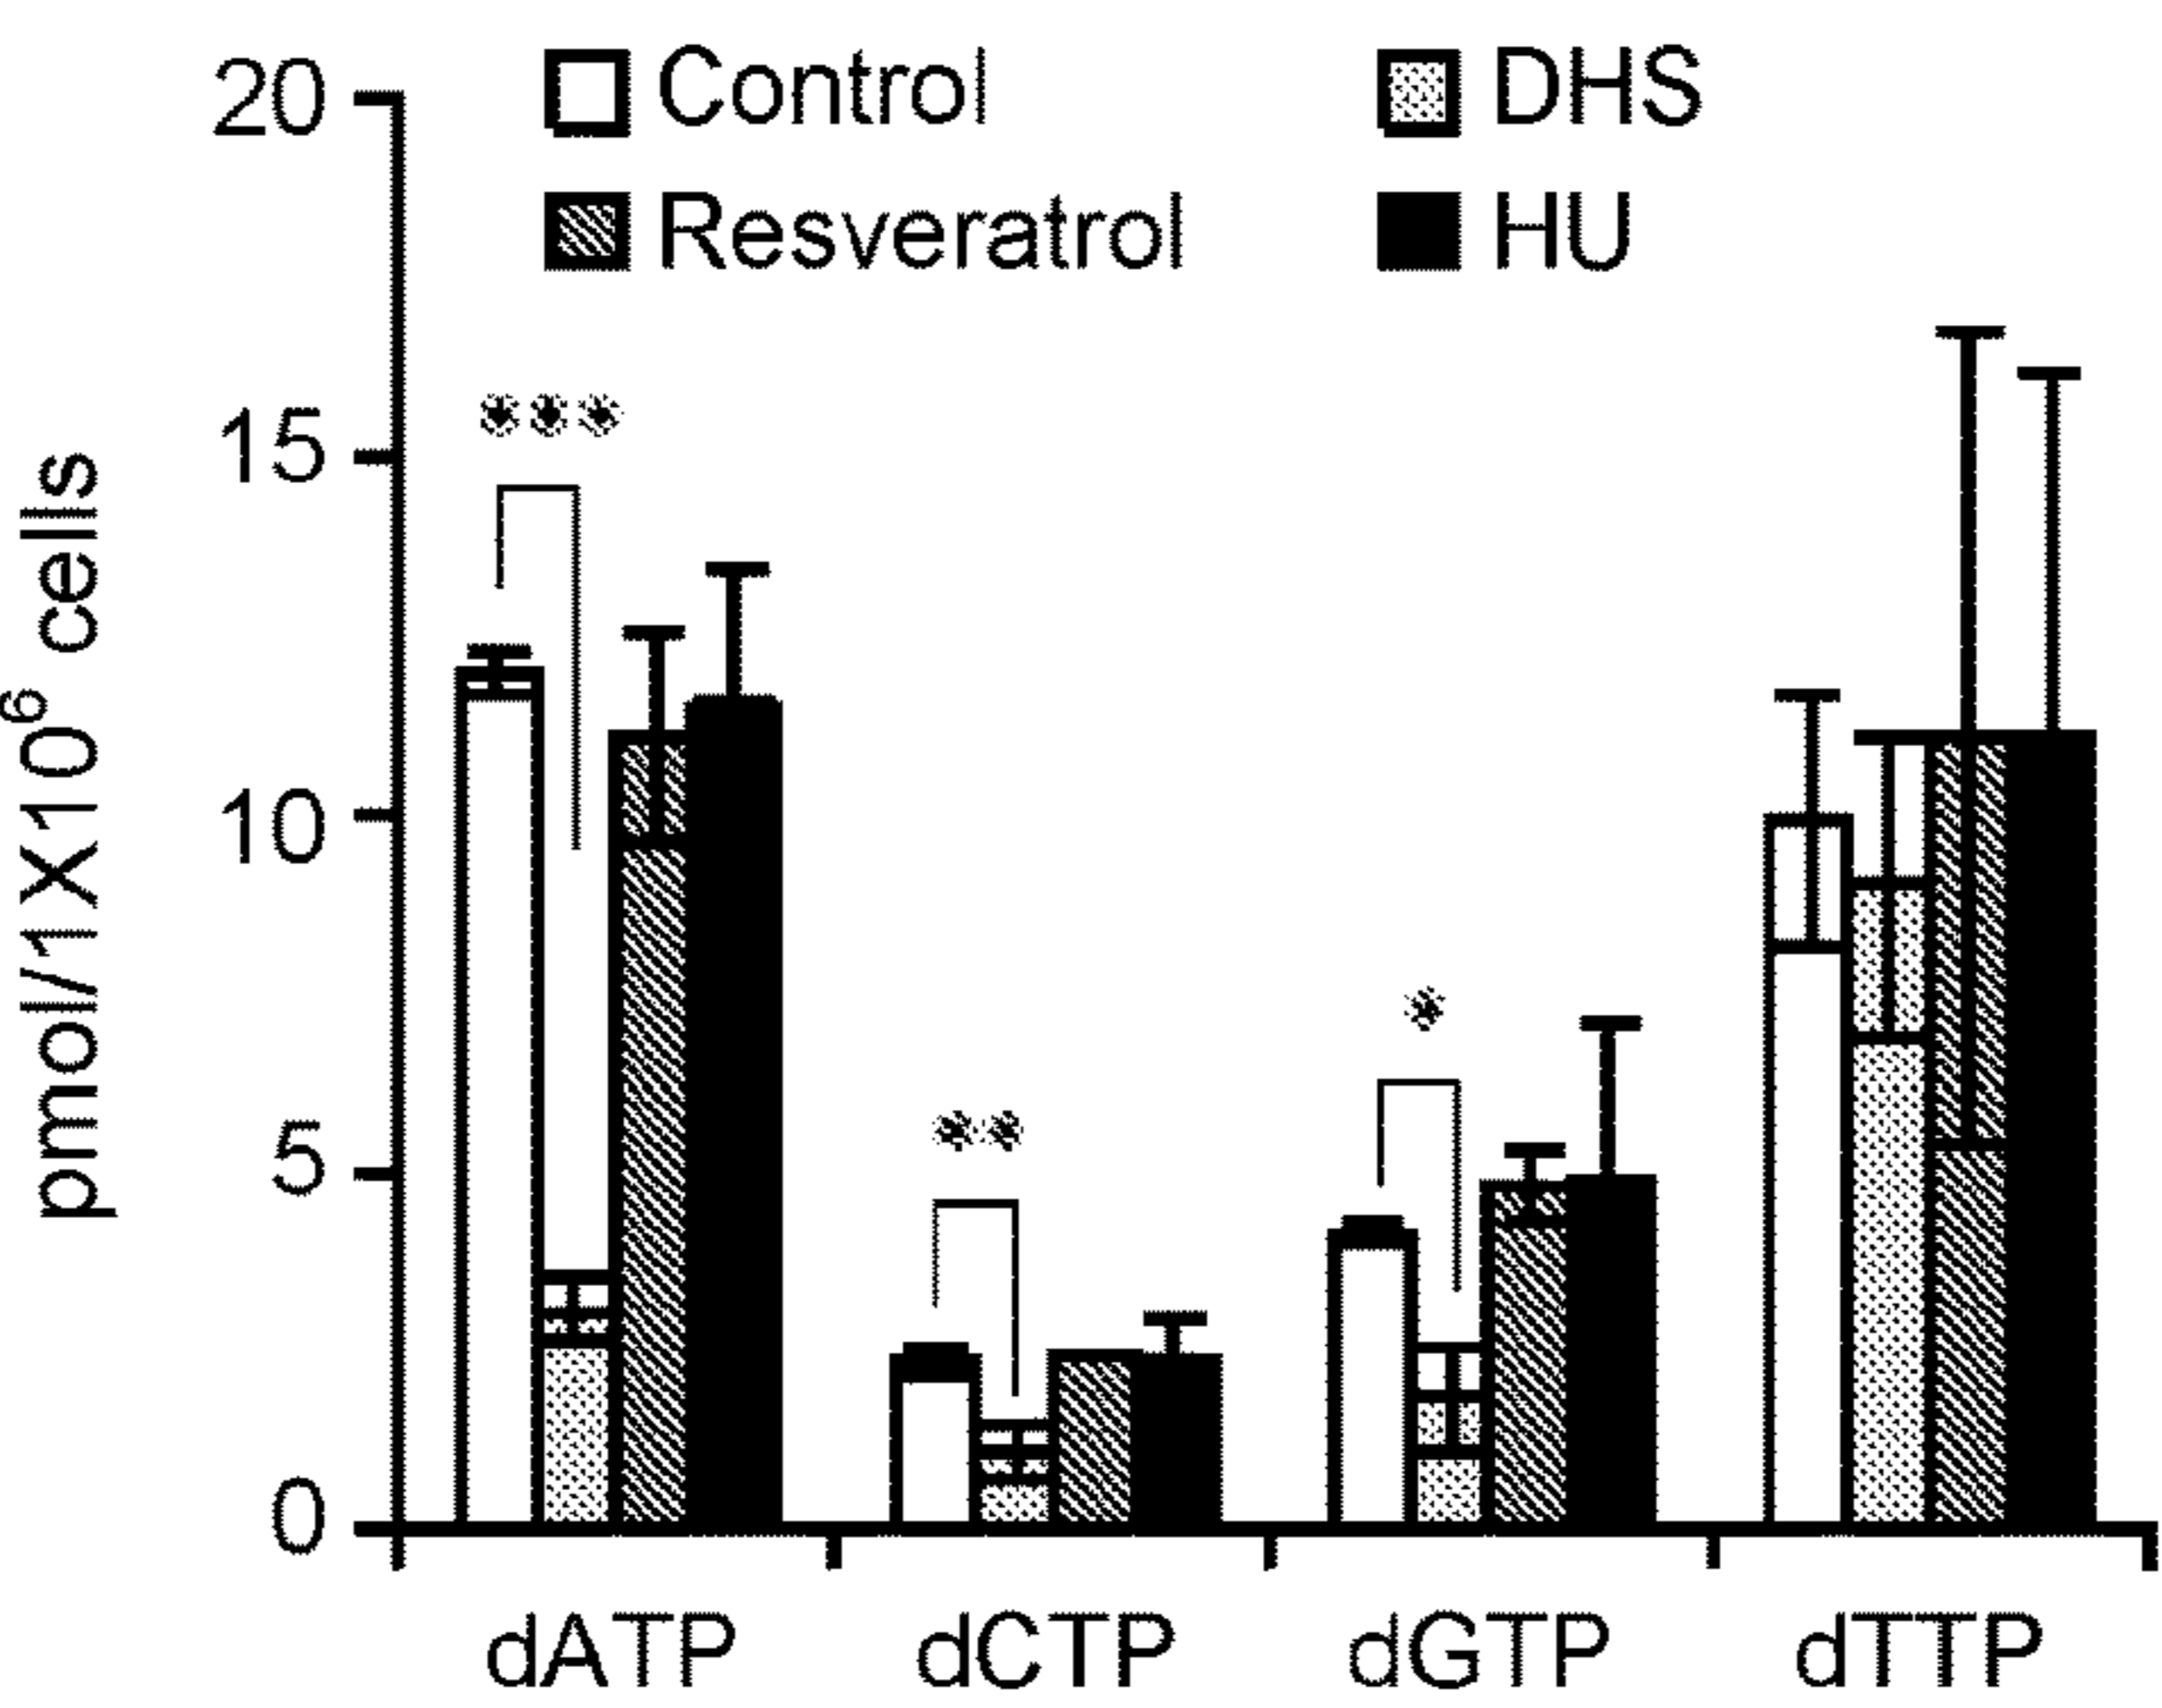 Control
DHS
Resveratrol
HU
pmol/1X10⁶ cells
20
15
10
5
0
***
**
*
dATP
dCTP
dGTP
dTTP